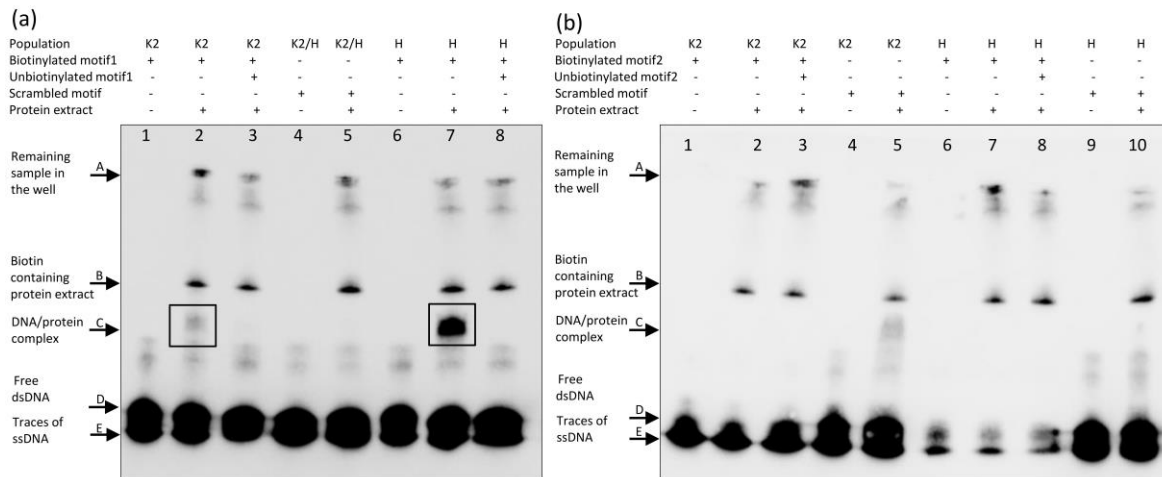 (a)
Population K2 K2 K2 K2/H K2/H H H H
Biotinylated motif1 + + + - - + + +
Unbiotinylated motif1 - - + - - - - +
Scrambled motif - - - + + - - -
Protein extract - + + - + - + +
1 2 3 4 5 6 7 8
Remaining sample in the well A
Biotin containing protein extract B
DNA/protein complex C
Free dsDNA D
Traces of ssDNA E
(b)
Population K2 K2 K2 K2 K2 H H H H H
Biotinylated motif2 + + + - - + + + - -
Unbiotinylated motif2 - - + - - - - + - -
Scrambled motif - - - + + - - - + +
Protein extract - + + - + - + + - +
1 2 3 4 5 6 7 8 9 10
Remaining sample in the well A
Biotin containing protein extract B
DNA/protein complex C
Free dsDNA D
Traces of ssDNA E